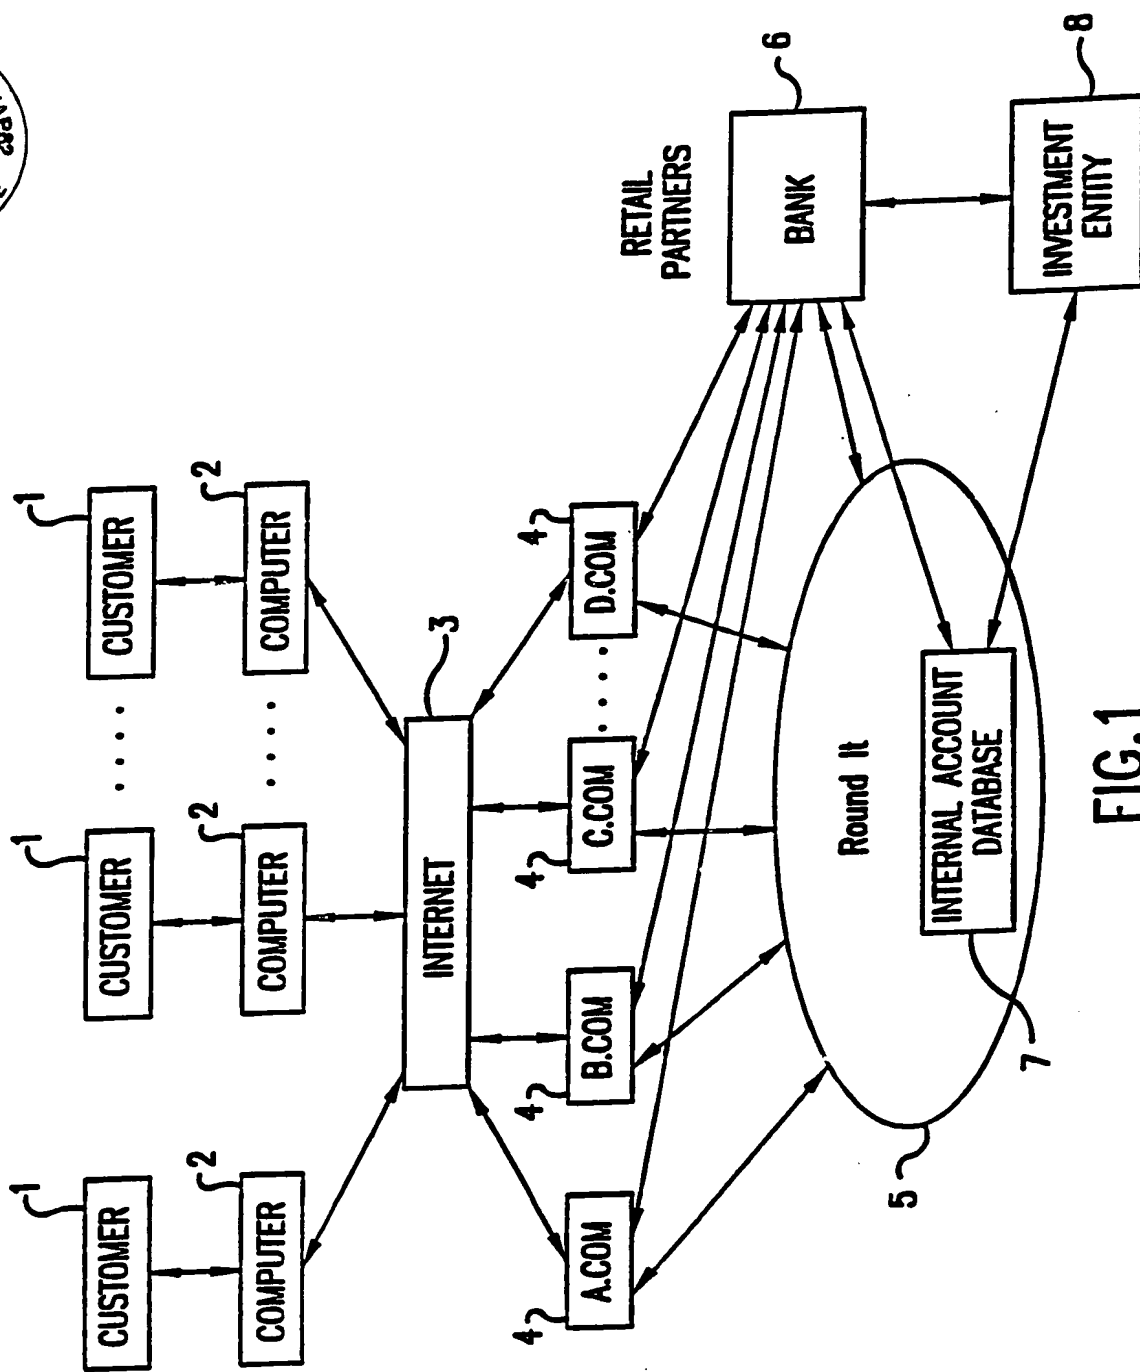 1
CUSTOMER
1
CUSTOMER
. . . .
1
CUSTOMER
2
COMPUTER
2
COMPUTER
. . . .
2
COMPUTER
INTERNET
3
4
A.COM
4
B.COM
4
C.COM
. . . .
4
D.COM
RETAIL
PARTNERS
BANK
6
5
Round It
INTERNAL ACCOUNT
DATABASE
7
INVESTMENT
ENTITY
8
FIG.1